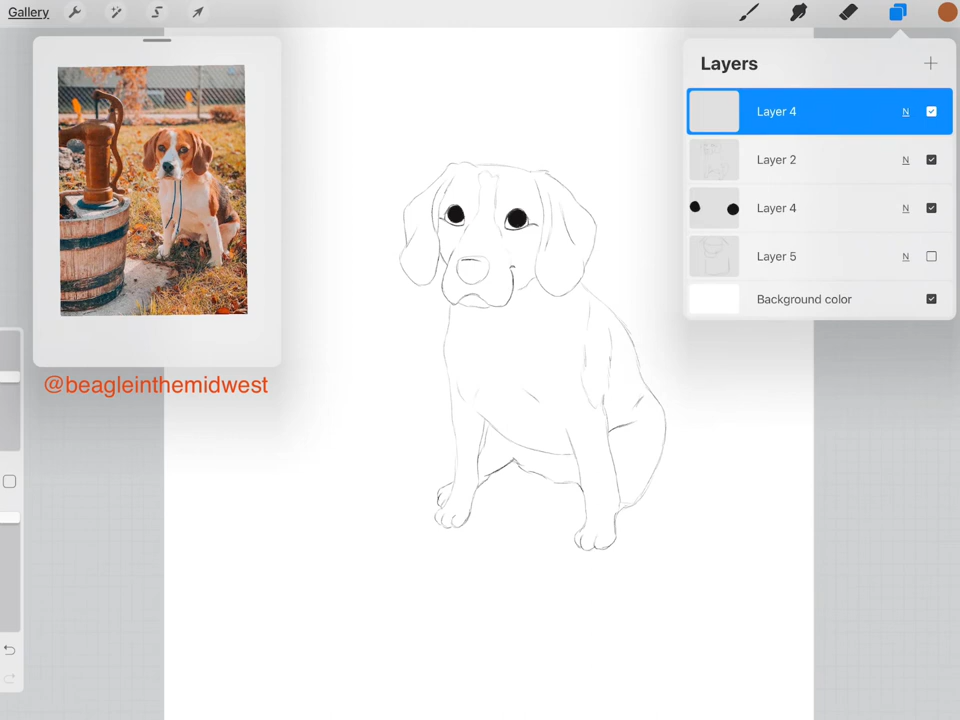 Gallery
Layers
Layer 4
N
Layer 2
N
Layer 4
N
Layer 5
N
Background color
@beagleinthemidwest